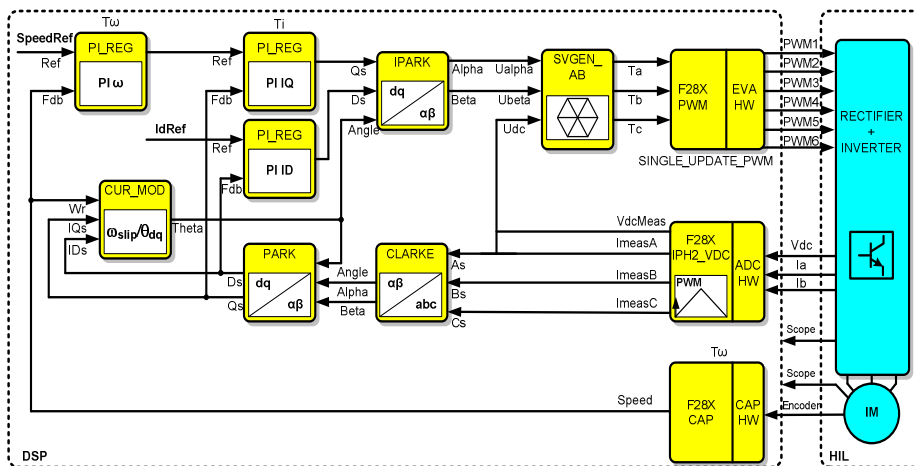 Tω
Ti
SpeedRef
Ref
PI_REG
PI ω
Fdb
Ref
PI_REG
PI IQ
Fdb
IdRef
Ref
PI_REG
PI ID
Qs
Ds
Angle
IPARK
dq
αβ
Alpha
Beta
Ualpha
Ubeta
Udc
SVGEN_
AB
Ta
Tb
Tc
F28X
PWM
EVA
HW
SINGLE_UPDATE_PWM
PWM1
PWM2
PWM3
PWM4
PWM5
PWM6
RECTIFIER
+
INVERTER
CUR_MOD
Wr
IQs
IDs
ωslip/θdq
Theta
PARK
dq
αβ
Ds
Qs
Angle
Alpha
Beta
CLARKE
αβ
abc
As
Bs
Cs
VdcMeas
ImeasA
ImeasB
ImeasC
F28X
IPH2_VDC
PWM
ADC
HW
Vdc
Ia
Ib
Scope
Scope
Encoder
Tω
Speed
F28X
CAP
CAP
HW
IM
DSP
HIL